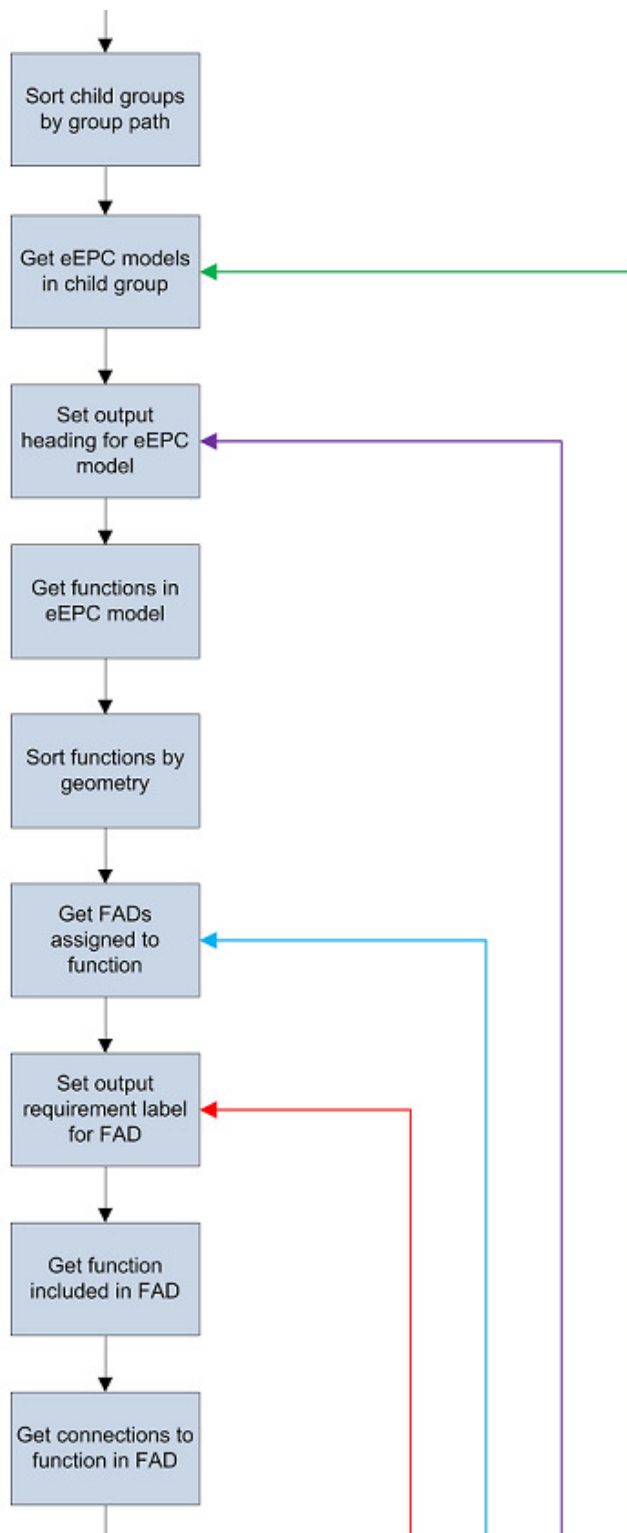 Sort child groups
by group path
Get eEPC models
in child group
Set output
heading for eEPC
model
Get functions in
eEPC model
Sort functions by
geometry
Get FADs
assigned to
function
Set output
requirement label
for FAD
Get function
included in FAD
Get connections to
function in FAD